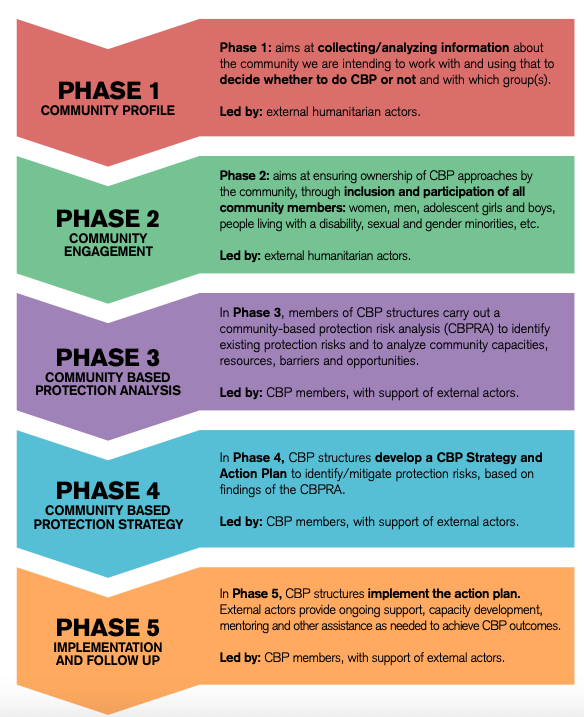 PHASE 1
COMMUNITY PROFILE
Phase 1: aims at collecting/analyzing information about
the community we are intending to work with and using that to
decide whether to do CBP or not and with which group(s).
Led by: external humanitarian actors.
PHASE 2
COMMUNITY
ENGAGEMENT
Phase 2: aims at ensuring ownership of CBP approaches by
the community, through inclusion and participation of all
community members: women, men, adolescent girls and boys,
people living with a disability, sexual and gender minorities, etc.
Led by: external humanitarian actors.
PHASE 3
COMMUNITY BASED
PROTECTION ANALYSIS
In Phase 3, members of CBP structures carry out a
community-based protection risk analysis (CBPRA) to identify
existing protection risks and to analyze community capacities,
resources, barriers and opportunities.
Led by: CBP members, with support of external actors.
PHASE 4
COMMUNITY BASED
PROTECTION STRATEGY
In Phase 4, CBP structures develop a CBP Strategy and
Action Plan to identify/mitigate protection risks, based on
findings of the CBPRA.
Led by: CBP members, with support of external actors.
PHASE 5
IMPLEMENTATION
AND FOLLOW UP
In Phase 5, CBP structures implement the action plan.
External actors provide ongoing support, capacity development,
mentoring and other assistance as needed to achieve CBP outcomes.
Led by: CBP members, with support of external actors.